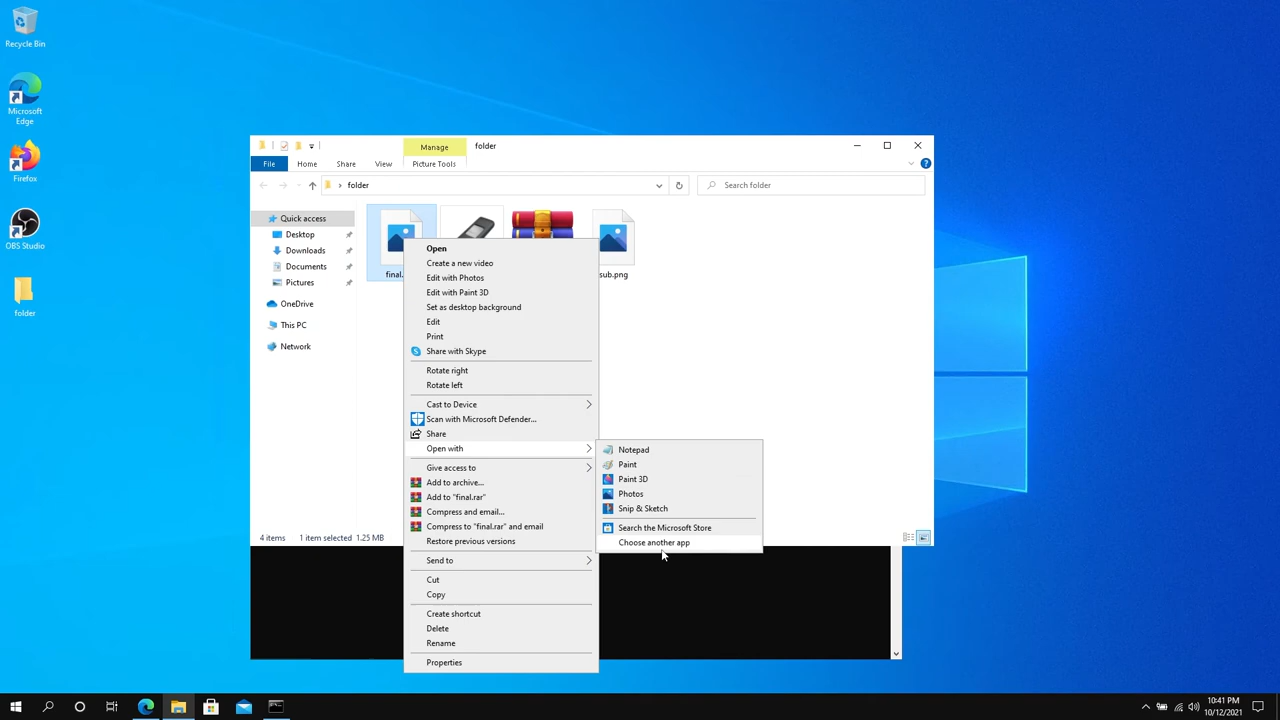 Recycle Bin
Microsoft
Edge
Firefox
OBS Studio
folder
Manage
folder
File
Home
Share
View
Picture Tools
folder
Search folder
Quick access
Desktop
Downloads
Documents
Pictures
OneDrive
This PC
Network
final.
sub.png
Open
Create a new video
Edit with Photos
Edit with Paint 3D
Set as desktop background
Edit
Print
Share with Skype
Rotate right
Rotate left
Cast to Device
Scan with Microsoft Defender...
Share
Open with
Give access to
Add to archive...
Add to "final.rar"
Compress and email...
Compress to "final.rar" and email
Restore previous versions
Send to
Cut
Copy
Create shortcut
Delete
Rename
Properties
Notepad
Paint
Paint 3D
Photos
Snip & Sketch
Search the Microsoft Store
Choose another app
4 items
1 item selected 1.25 MB
10:41 PM
10/12/2021